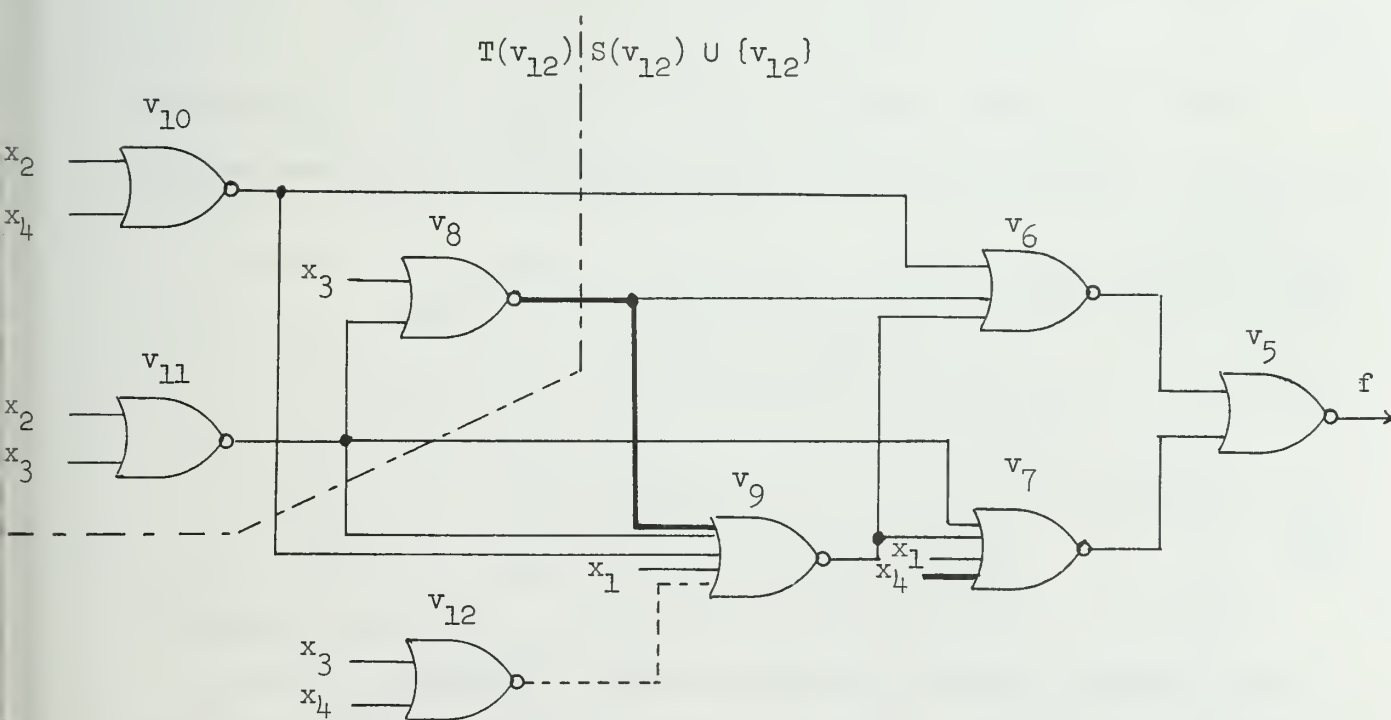 T(v12) S(v12) ∪ {v12}
v10
x2
x4
v8
x3
v6
v11
x2
x3
v5
f
v9
v7
x1
x1
x4
v12
x3
x4